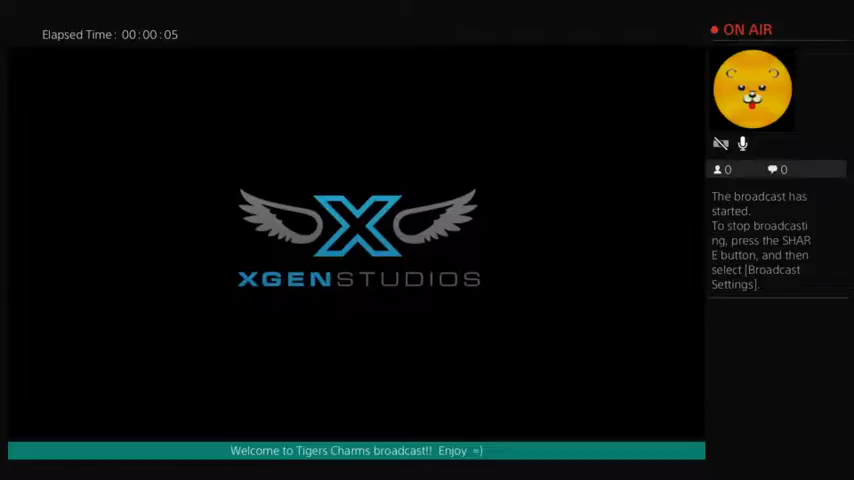 Elapsed Time: 00:00:05
ON AIR
0 0
The broadcast has
started.
To stop broadcasti
ng, press the SHAR
E button, and then
select [Broadcast
Settings].
X
XGENSTUDIOS
Welcome to Tigers Charms broadcast!! Enjoy =)